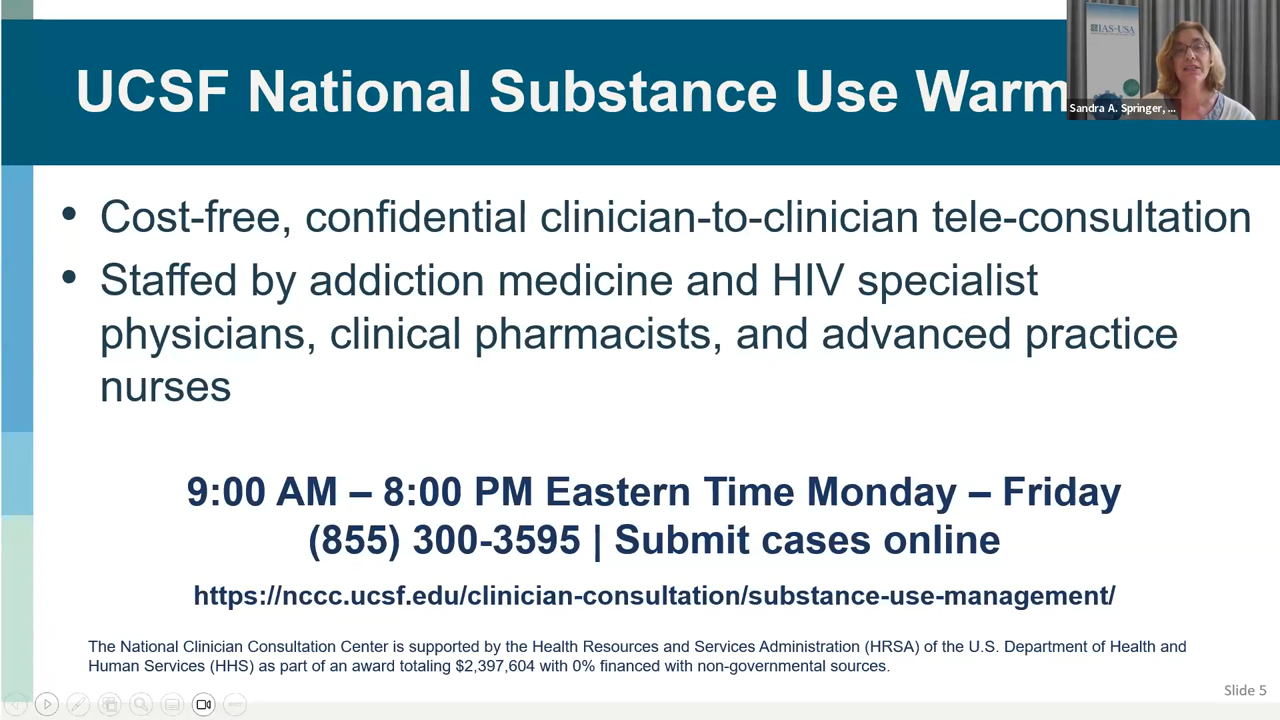 UCSF National Substance Use Warm
IAS-USA
Sandra A. Springer, ...
• Cost-free, confidential clinician-to-clinician tele-consultation
• Staffed by addiction medicine and HIV specialist
physicians, clinical pharmacists, and advanced practice
nurses
9:00 AM – 8:00 PM Eastern Time Monday – Friday
(855) 300-3595 | Submit cases online
https://nccc.ucsf.edu/clinician-consultation/substance-use-management/
The National Clinician Consultation Center is supported by the Health Resources and Services Administration (HRSA) of the U.S. Department of Health and
Human Services (HHS) as part of an award totaling $2,397,604 with 0% financed with non-governmental sources.
Slide 5